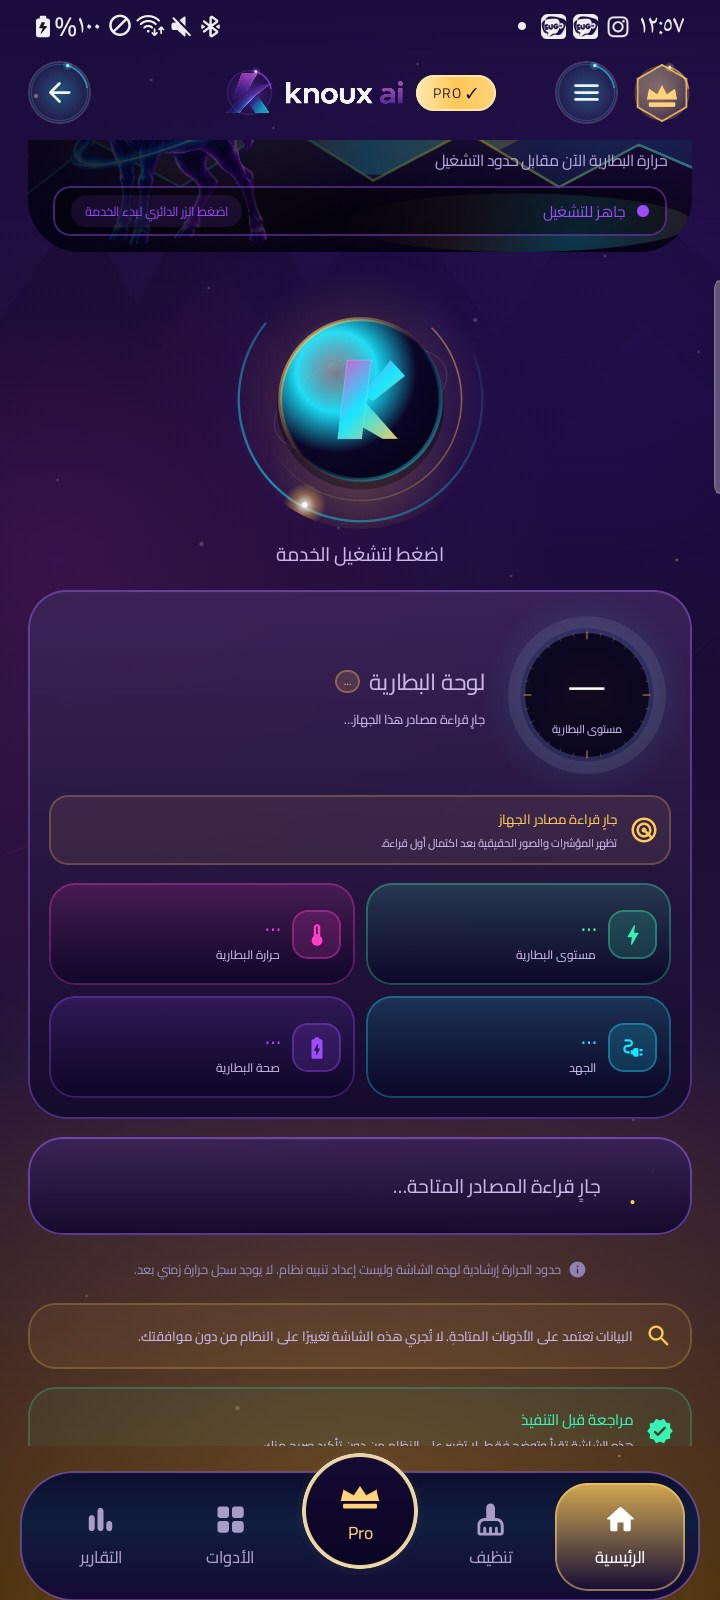 ١٢:٥٧
%١٠٠
knoux ai
PRO ✓
حرارة البطارية الآن مقابل حدود التشغيل
جاهز للتشغيل
اضغط الزر الدائري لبدء الخدمة
اضغط لتشغيل الخدمة
لوحة البطارية ...
جارٍ قراءة مصادر هذا الجهاز...
—
مستوى البطارية
جارٍ قراءة مصادر الجهاز
تظهر المؤشرات والصور الحقيقية بعد اكتمال أول قراءة.
...
مستوى البطارية
...
حرارة البطارية
...
الجهد
...
صحة البطارية
جارٍ قراءة المصادر المتاحة...
حدود الحرارة إرشادية لهذه الشاشة وليست إعداد تنبيه نظام. لا يوجد سجل حرارة زمني بعد.
البيانات تعتمد على الأذونات المتاحة. لا تُجري هذه الشاشة تغييرًا على النظام من دون موافقتك.
مراجعة قبل التنفيذ
الرئيسية
تنظيف
Pro
الأدوات
التقارير